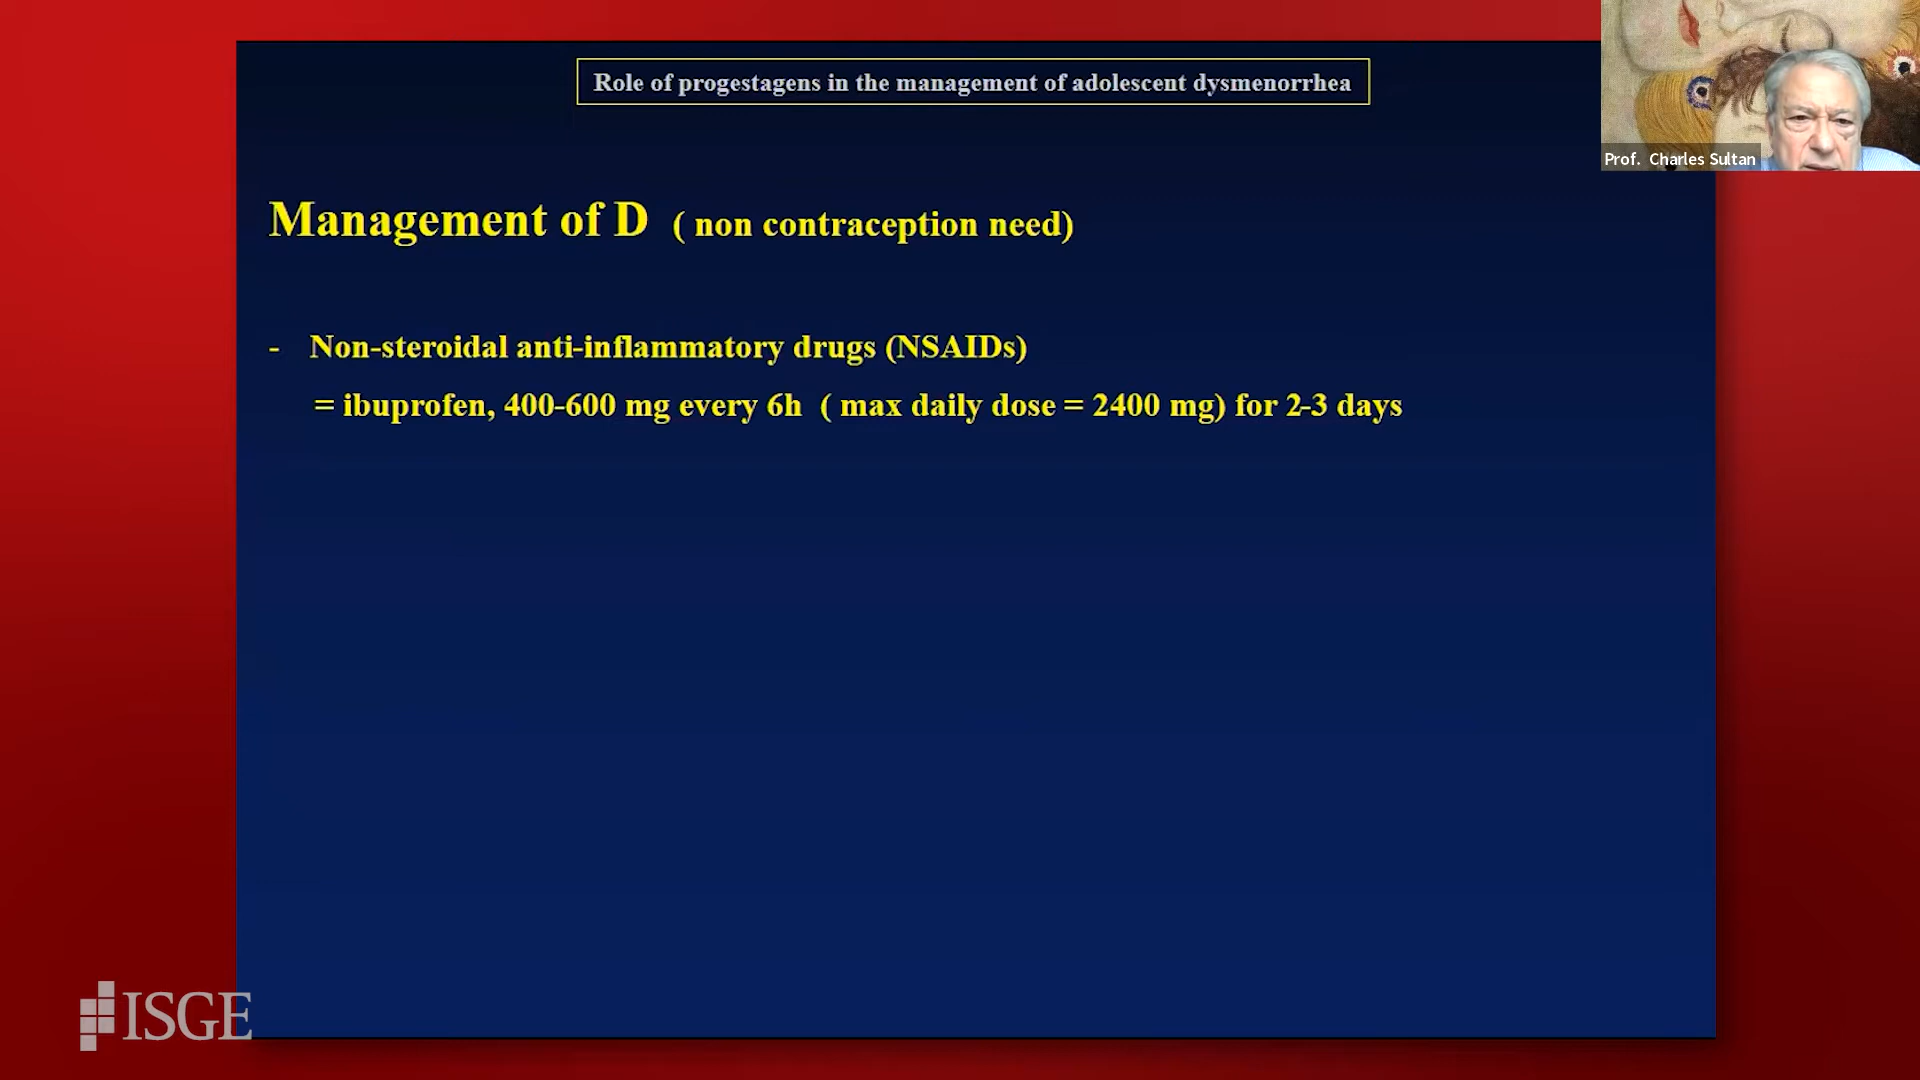 Role of progestagens in the management of adolescent dysmenorrhea
Prof. Charles Sultan
Management of D ( non contraception need)
- Non-steroidal anti-inflammatory drugs (NSAIDs)
= ibuprofen, 400-600 mg every 6h ( max daily dose = 2400 mg) for 2-3 days
ISGE